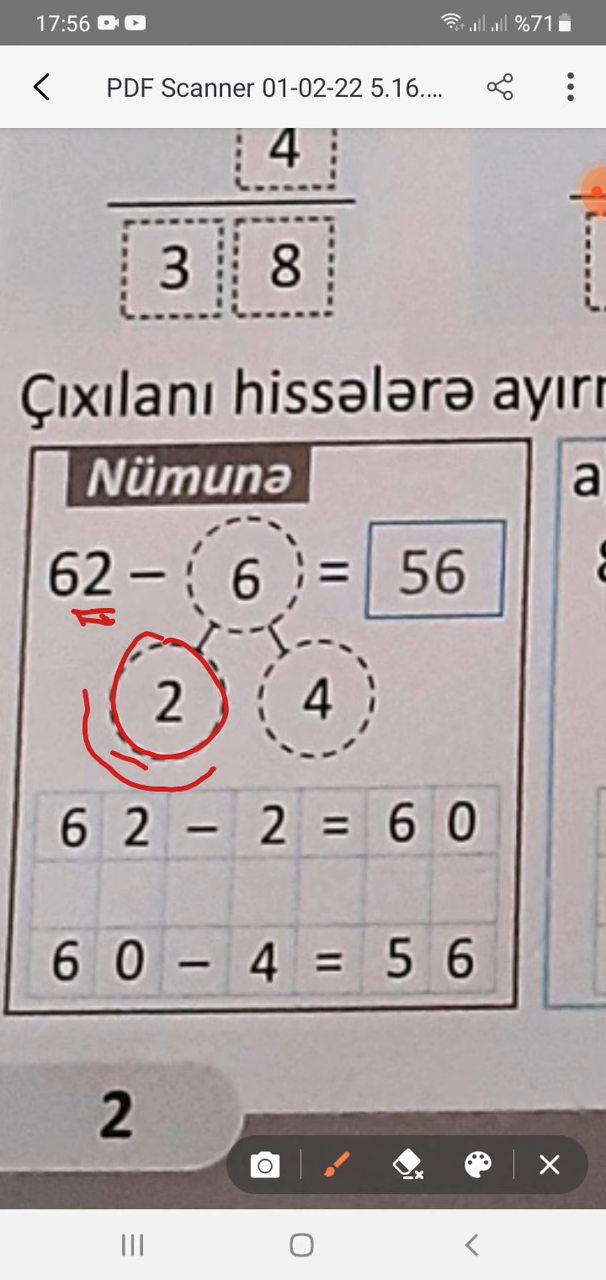 17:56 %71
PDF Scanner 01-02-22 5.16....
4
3 8
Çıxılanı hissələrə
Nümunə
a
62 – 6 = 56
2 4
6 2 – 2 = 6 0
6 0 – 4 = 5 6
2